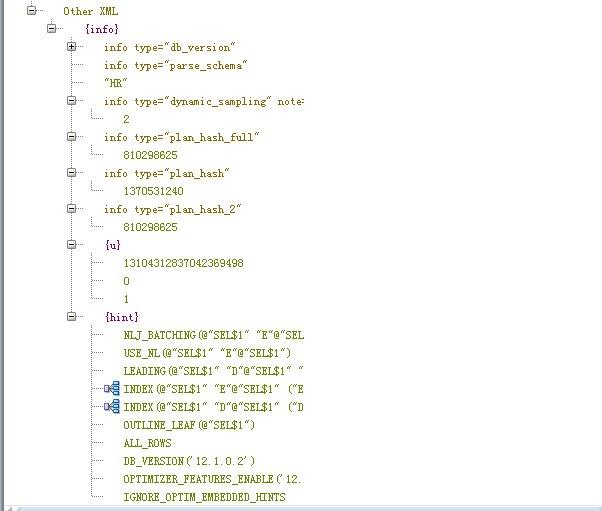 Other XML
{info}
info type="db_version"
info type="parse_schema"
"HR"
info type="dynamic_sampling" note:
2
info type="plan_hash_full"
810298625
info type="plan_hash"
1370531240
info type="plan_hash_2"
810298625
{u}
13104312837042369498
0
1
{hint}
NLJ_BATCHING(@"SEL$1" "E"@"SEL
USE_NL(@"SEL$1" "E"@"SEL$1")
LEADING(@"SEL$1" "D"@"SEL$1" "
INDEX(@"SEL$1" "E"@"SEL$1" ("E
INDEX(@"SEL$1" "D"@"SEL$1" ("D
OUTLINE_LEAF(@"SEL$1")
ALL_ROWS
DB_VERSION('12.1.0.2')
OPTIMIZER_FEATURES_ENABLE('12.
IGNORE_OPTIM_EMBEDDED_HINTS